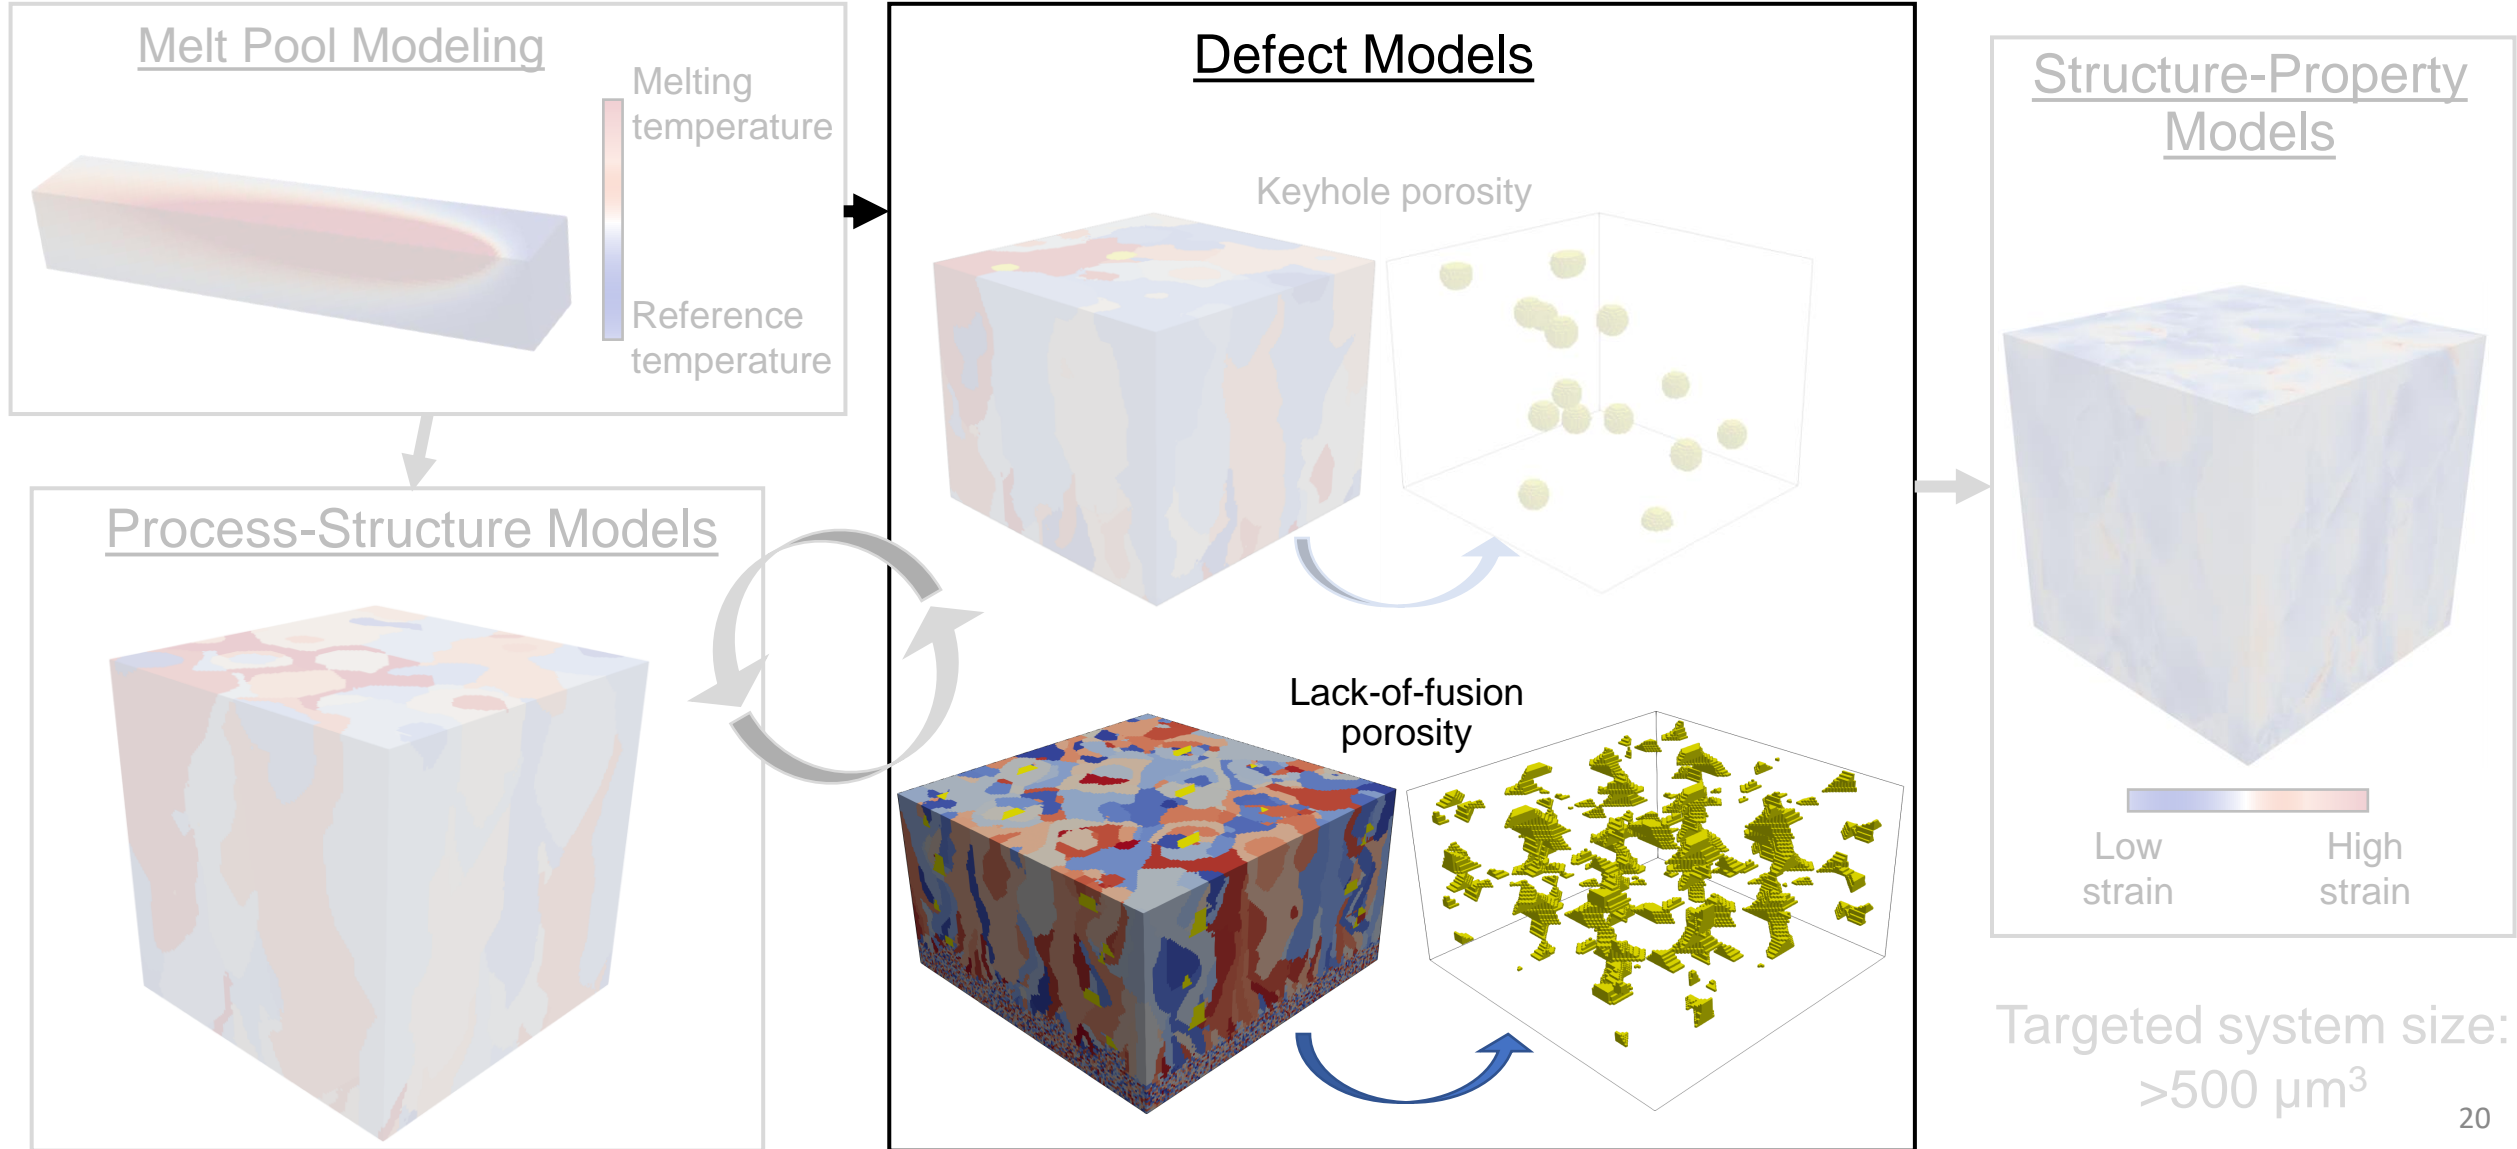 Melt Pool Modeling
Melting
temperature
Reference
temperature
Process-Structure Models
Defect Models
Keyhole porosity
Lack-of-fusion
porosity
Structure-Property
Models
Low
strain
High
strain
Targeted system size:
>500 µm³
20